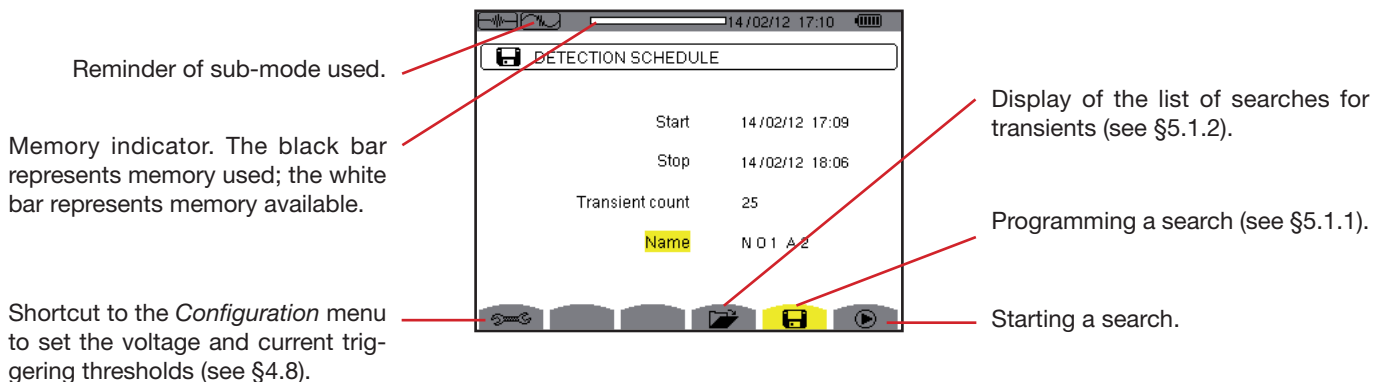 14/02/12 17:10
DETECTION SCHEDULE
Reminder of sub-mode used.
Memory indicator. The black bar
represents memory used; the white
bar represents memory available.
Shortcut to the Configuration menu
to set the voltage and current trig-
gering thresholds (see §4.8).
Start 14/02/12 17:09
Stop 14/02/12 18:06
Transient count 25
Name N O 1 A 2
Display of the list of searches for
transients (see §5.1.2).
Programming a search (see §5.1.1).
Starting a search.